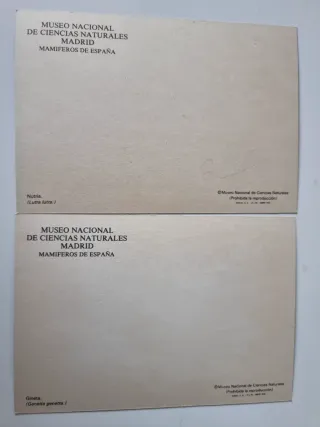 MUSEO NACIONAL
DE CIENCIAS NATURALES
MADRID
MAMIFEROS DE ESPAÑA
Nutria.
(Lutra lutra.)
©Museo Nacional de Ciencias Naturales
(Prohibida la reproducción)
MUSEO NACIONAL
DE CIENCIAS NATURALES
MADRID
MAMIFEROS DE ESPAÑA
Gineta.
(Genetta genetta.)
©Museo Nacional de Ciencias Naturales
(Prohibida la reproducción)